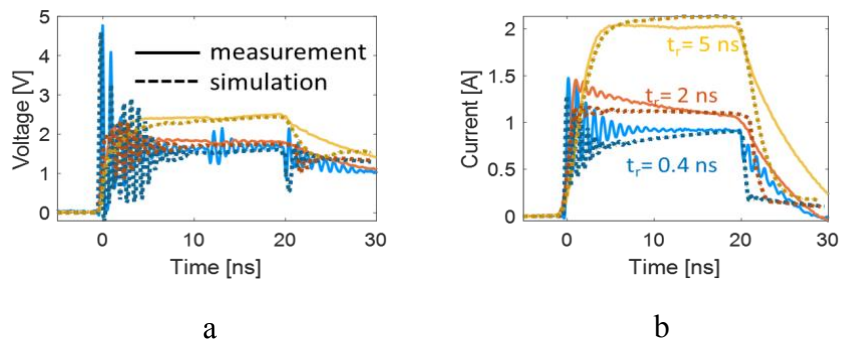 5
4
3
2
1
0
Voltage [V]
measurement
simulation
0
10
20
30
Time [ns]
a
2
1.5
1
0.5
0
Current [A]
tr= 5 ns
tr= 2 ns
tr= 0.4 ns
0
10
20
30
Time [ns]
b